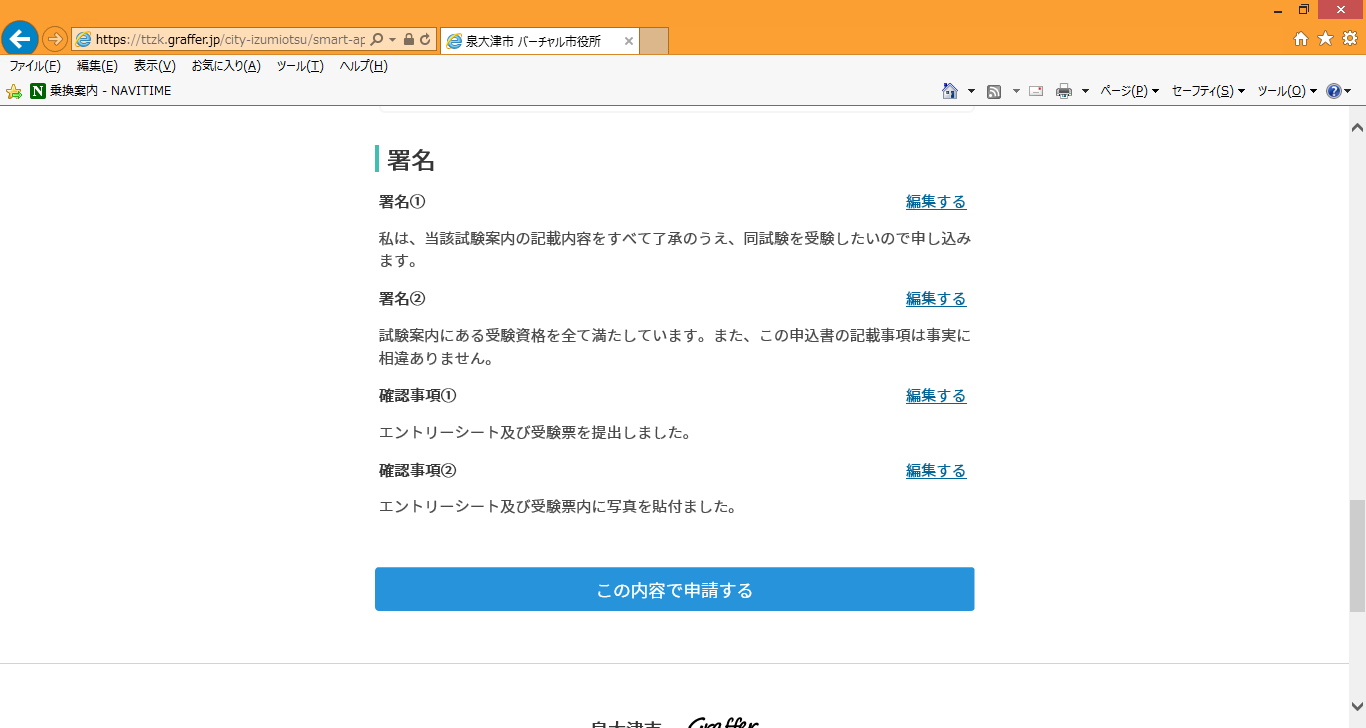 https://ttzk.graffer.jp/city-izumiotsu/smart-ap
泉大津市 バーチャル市役所
ファイル(F) 編集(E) 表示(V) お気に入り(A) ツール(T) ヘルプ(H)
乗換案内 - NAVITIME
ページ(P) セーフティ(S) ツール(O)
署名
署名① 編集する
私は、当該試験案内の記載内容をすべて了承のうえ、同試験を受験したいので申し込み
ます。
署名② 編集する
試験案内にある受験資格を全て満たしています。また、この申込書の記載事項は事実に
相違ありません。
確認事項① 編集する
エントリーシート及び受験票を提出しました。
確認事項② 編集する
エントリーシート及び受験票内に写真を貼付ました。
この内容で申請する
泉大津市 Graffer